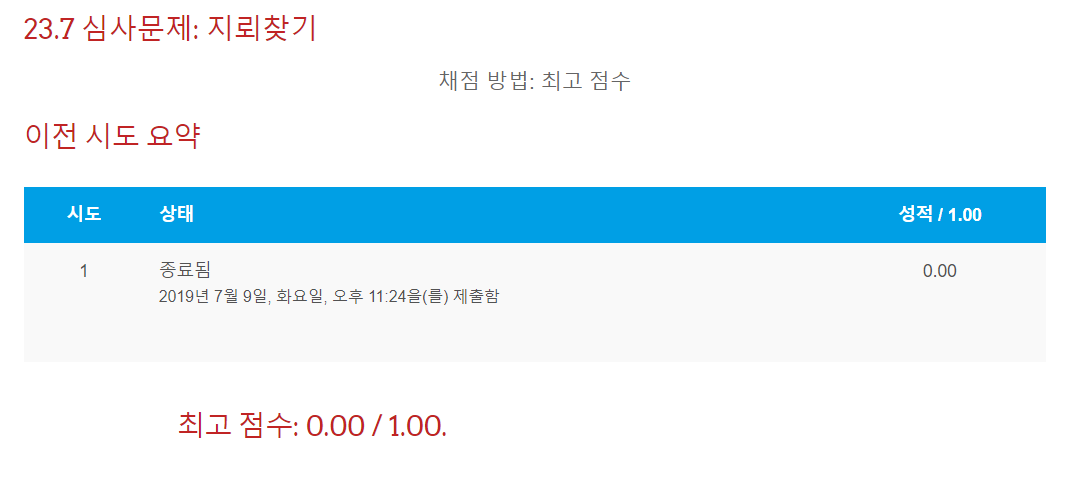 23.7 심사문제: 지뢰찾기
채점 방법: 최고 점수
이전 시도 요약
시도 상태 성적 / 1.00
1 종료됨 0.00
2019년 7월 9일, 화요일, 오후 11:24을(를) 제출함
최고 점수: 0.00 / 1.00.